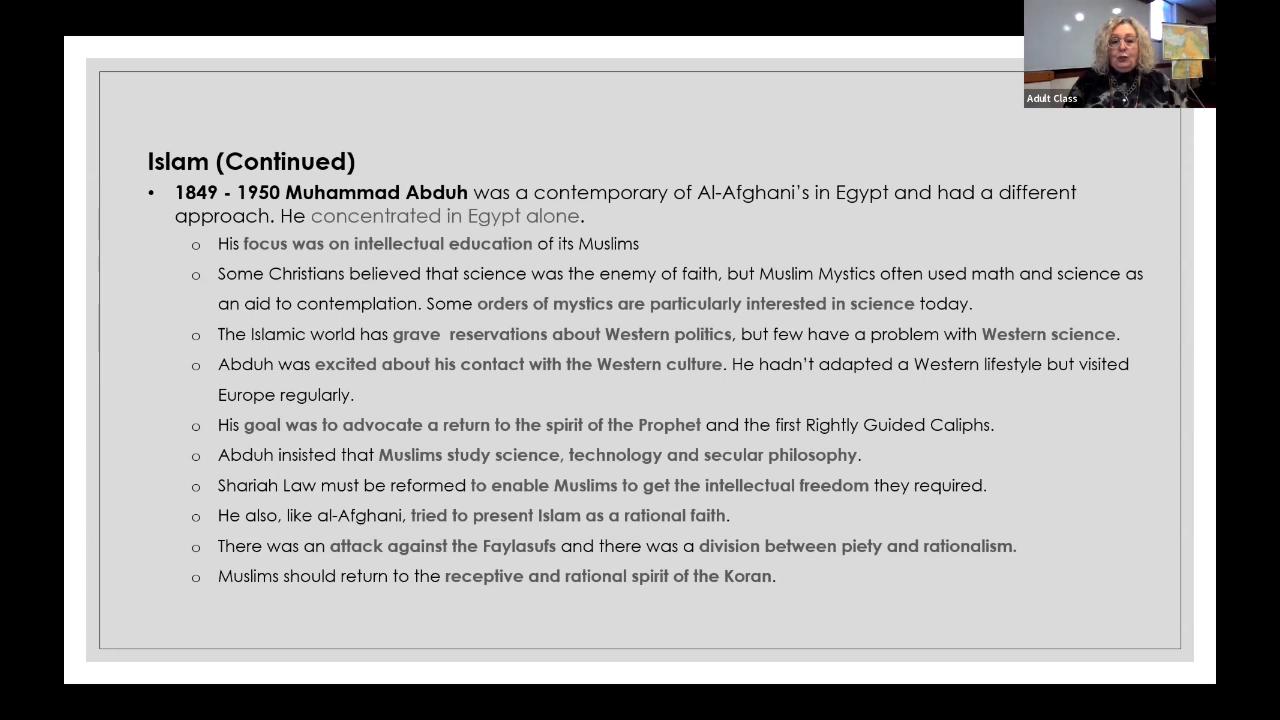 Adult Class
Islam (Continued)
• 1849 - 1950 Muhammad Abduh was a contemporary of Al-Afghani's in Egypt and had a different
approach. He concentrated in Egypt alone.
o His focus was on intellectual education of its Muslims
o Some Christians believed that science was the enemy of faith, but Muslim Mystics often used math and science as
an aid to contemplation. Some orders of mystics are particularly interested in science today.
o The Islamic world has grave reservations about Western politics, but few have a problem with Western science.
o Abduh was excited about his contact with the Western culture. He hadn't adapted a Western lifestyle but visited
Europe regularly.
o His goal was to advocate a return to the spirit of the Prophet and the first Rightly Guided Caliphs.
o Abduh insisted that Muslims study science, technology and secular philosophy.
o Shariah Law must be reformed to enable Muslims to get the intellectual freedom they required.
o He also, like al-Afghani, tried to present Islam as a rational faith.
o There was an attack against the Faylasufs and there was a division between piety and rationalism.
o Muslims should return to the receptive and rational spirit of the Koran.